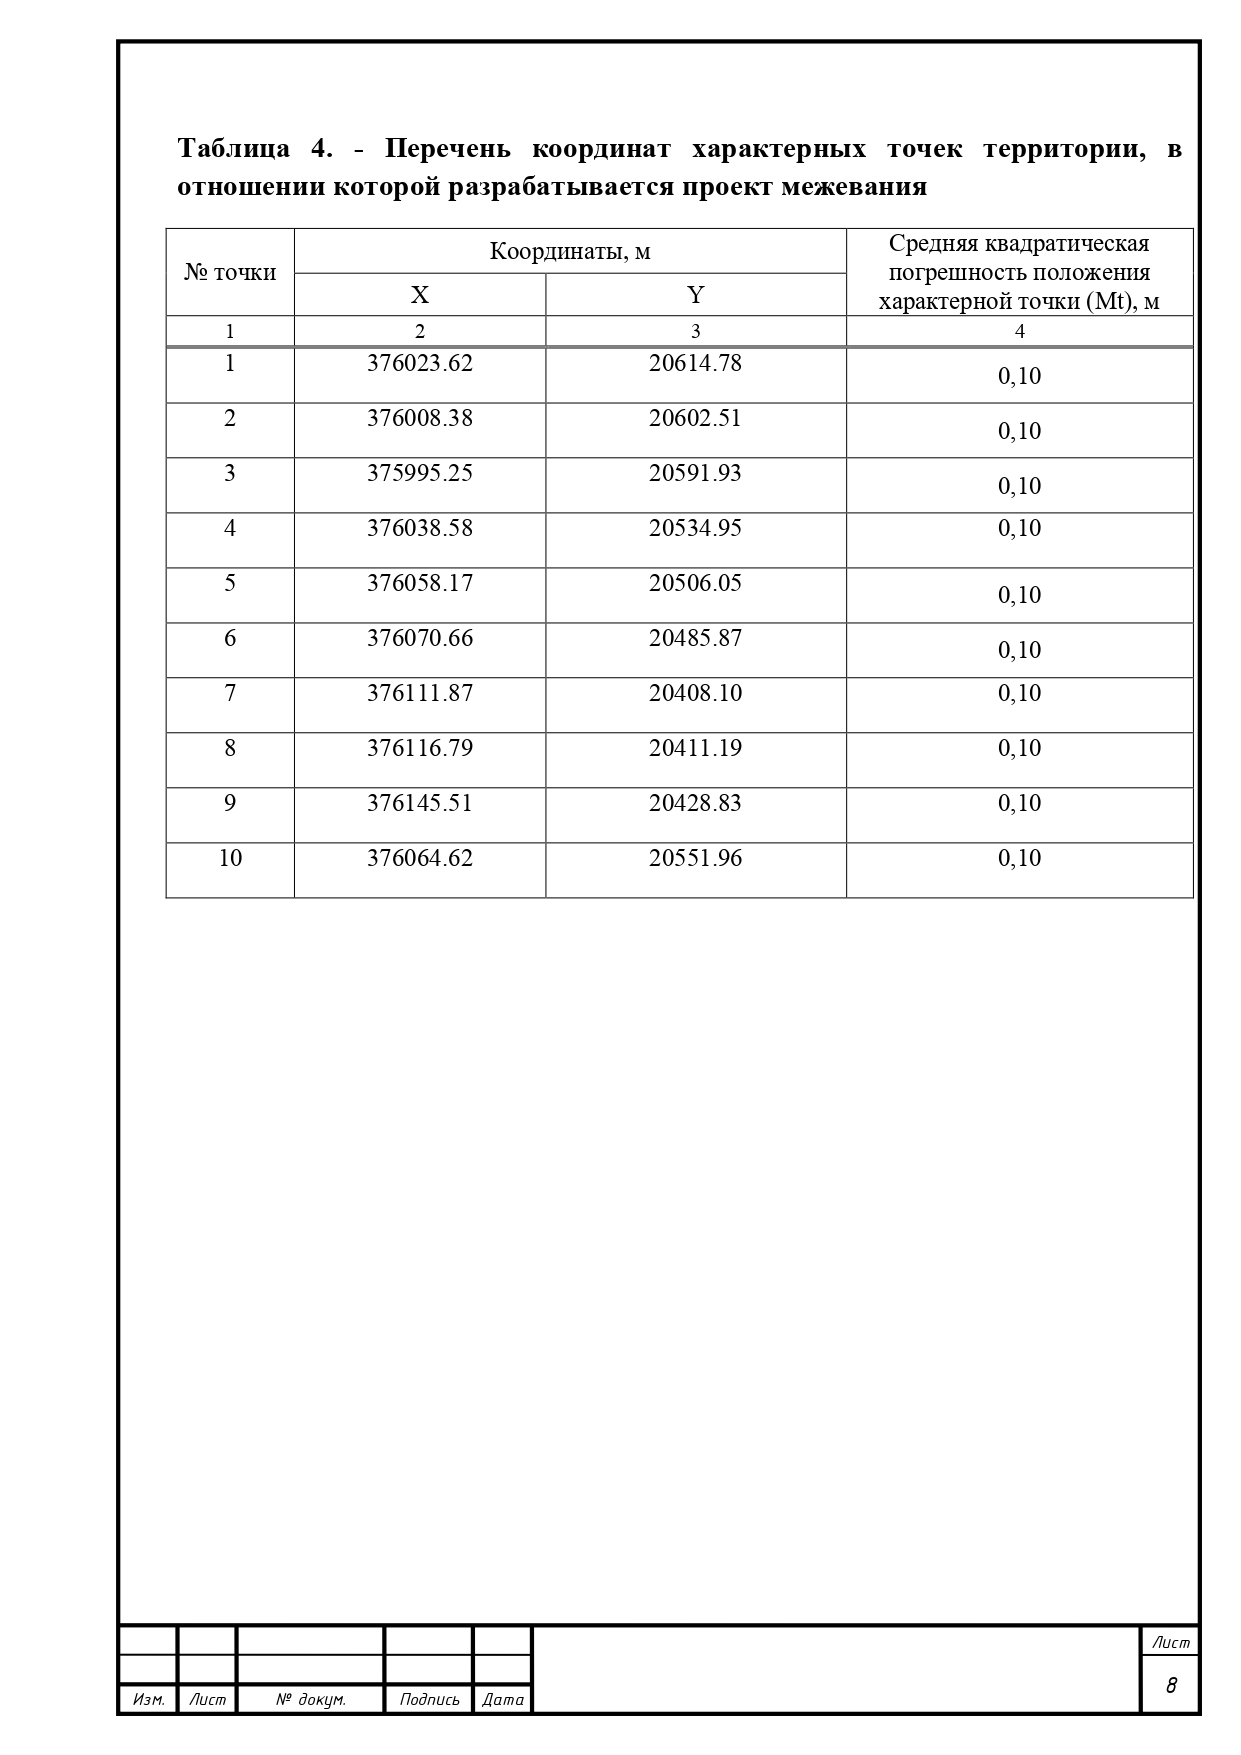 Таблица 4. - Перечень координат характерных точек территории, в
отношении которой разрабатывается проект межевания
№ точки
Координаты, м
Средняя квадратическая
погрешность положения
характерной точки (Mt), м
X
Y
1 2 3 4
1 376023.62 20614.78 0,10
2 376008.38 20602.51 0,10
3 375995.25 20591.93 0,10
4 376038.58 20534.95 0,10
5 376058.17 20506.05 0,10
6 376070.66 20485.87 0,10
7 376111.87 20408.10 0,10
8 376116.79 20411.19 0,10
9 376145.51 20428.83 0,10
10 376064.62 20551.96 0,10
Лист
8
Изм. Лист № докум. Подпись Дата